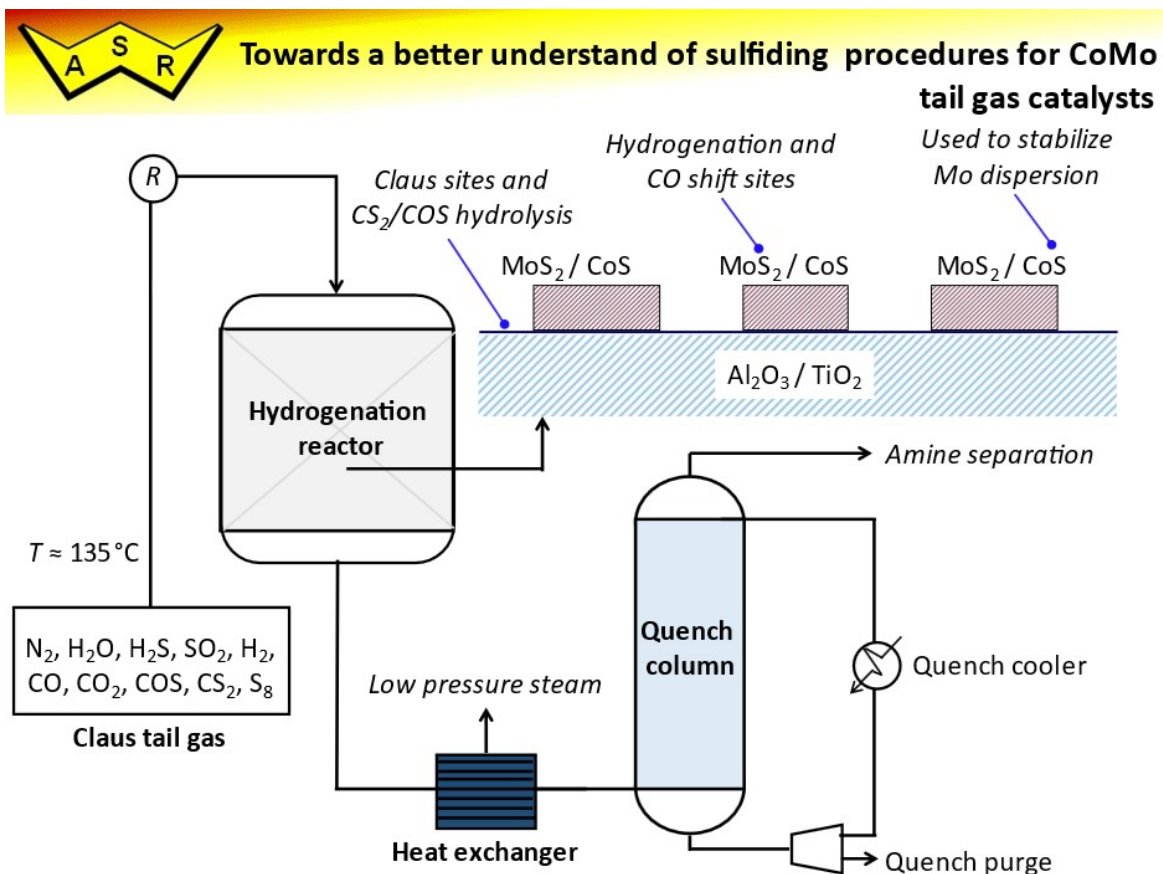 A S R
Towards a better understand of sulfiding procedures for CoMo
tail gas catalysts
R
Claus sites and
CS₂/COS hydrolysis
Hydrogenation and
CO shift sites
Used to stabilize
Mo dispersion
MoS₂ / CoS
MoS₂ / CoS
MoS₂ / CoS
Al₂O₃ / TiO₂
Hydrogenation
reactor
Amine separation
T ≈ 135 °C
N₂, H₂O, H₂S, SO₂, H₂,
CO, CO₂, COS, CS₂, S₈
Claus tail gas
Low pressure steam
Heat exchanger
Quench
column
Quench cooler
Quench purge